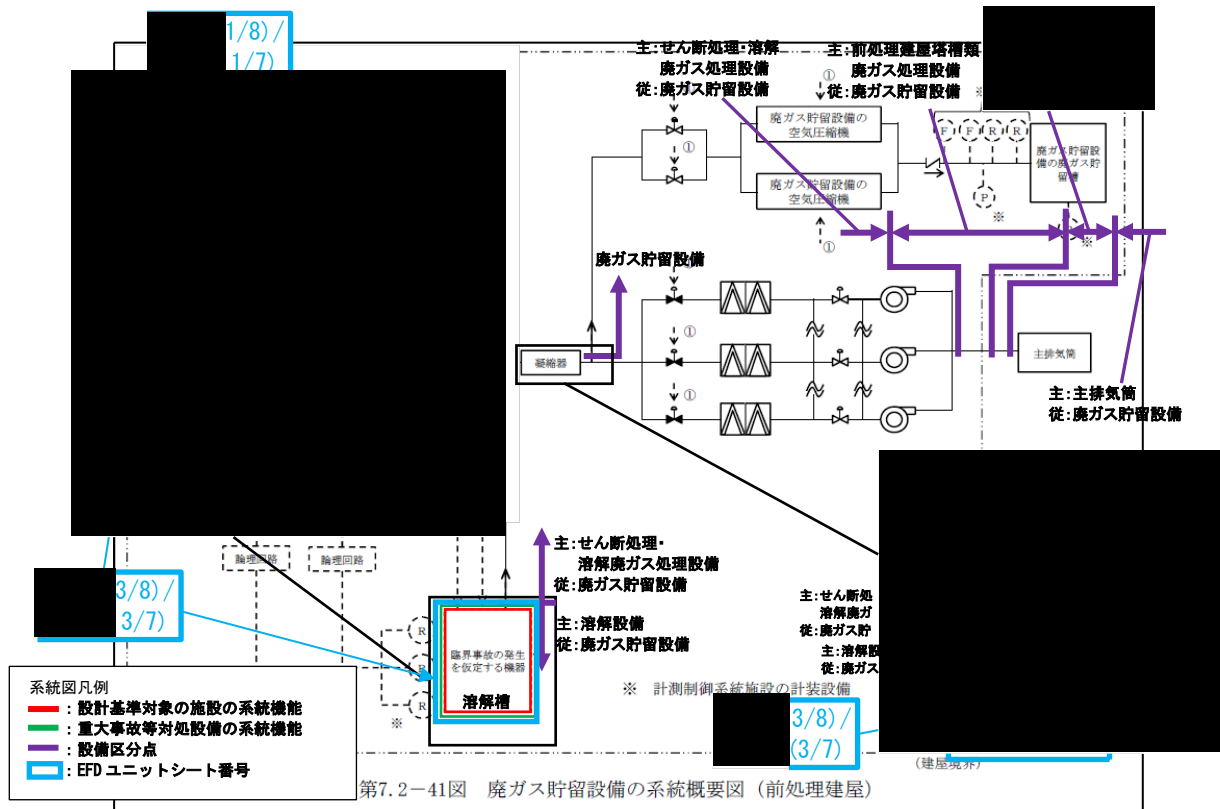 1/8)/
1/7)
主:せん断処理・溶解
廃ガス処理設備
従:廃ガス貯留設備
主:前処理建屋塔槽類
廃ガス処理設備
従:廃ガス貯留設備
※
①
①
①
廃ガス貯留設備の
空気圧縮機
廃ガス貯留設備の
空気圧縮機
①
F
F
R
R
P
※
廃ガス貯留設
備の廃ガス貯
留槽
※
廃ガス貯留設備
①
①
①
凝縮器
主排気筒
主:主排気筒
従:廃ガス貯留設備
論理回路
論理回路
主:せん断処理・
溶解廃ガス処理設備
従:廃ガス貯留設備
主:溶解設備
従:廃ガス貯留設備
3/8)/
3/7)
R
R
R
※
臨界事故の発生
を仮定する機器
溶解槽
主:せん断処
溶解廃ガ
従:廃ガス貯
主:溶解設
従:廃ガス
※ 計測制御系統施設の計装設備
3/8)/
(3/7)
(建屋境界)
系統図凡例
:設計基準対象の施設の系統機能
:重大事故等対処設備の系統機能
:設備区分点
:EFDユニットシート番号
第7.2-41図 廃ガス貯留設備の系統概要図(前処理建屋)